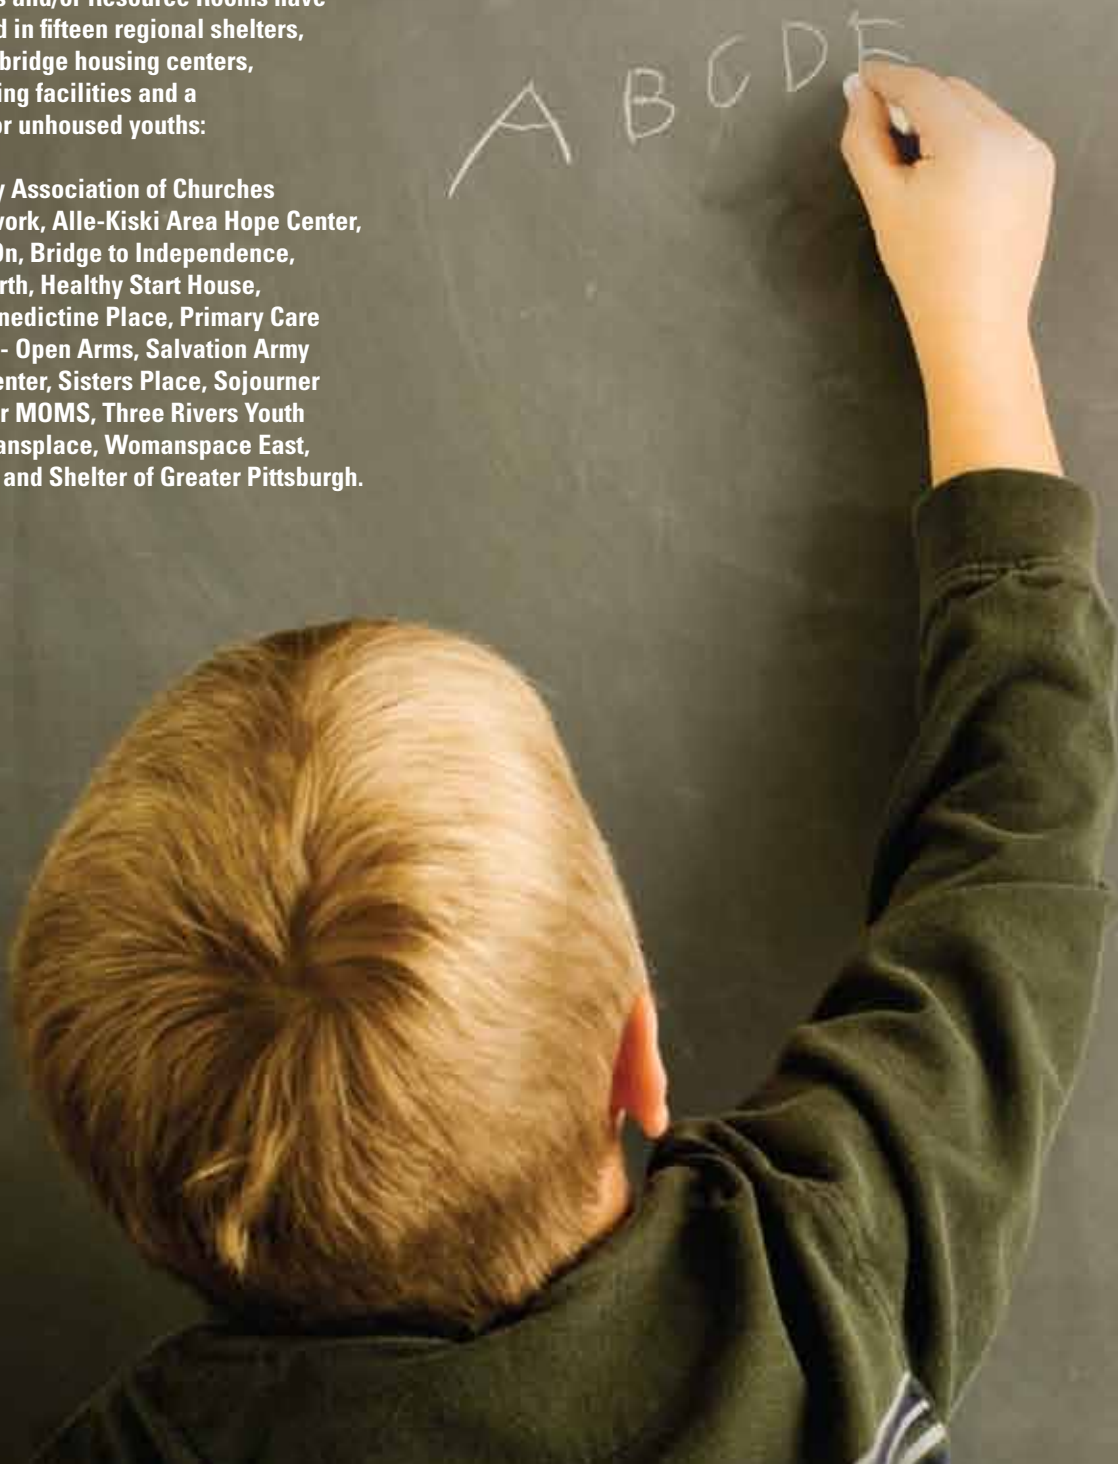 s and/or Resource Rooms have
d in fifteen regional shelters,
bridge housing centers,
ing facilities and a
or unhoused youths:
y Association of Churches
work, Alle-Kiski Area Hope Center,
On, Bridge to Independence,
rth, Healthy Start House,
nedictine Place, Primary Care
- Open Arms, Salvation Army
enter, Sisters Place, Sojourner
r MOMS, Three Rivers Youth
ansplace, Womanspace East,
and Shelter of Greater Pittsburgh.
A B C D E